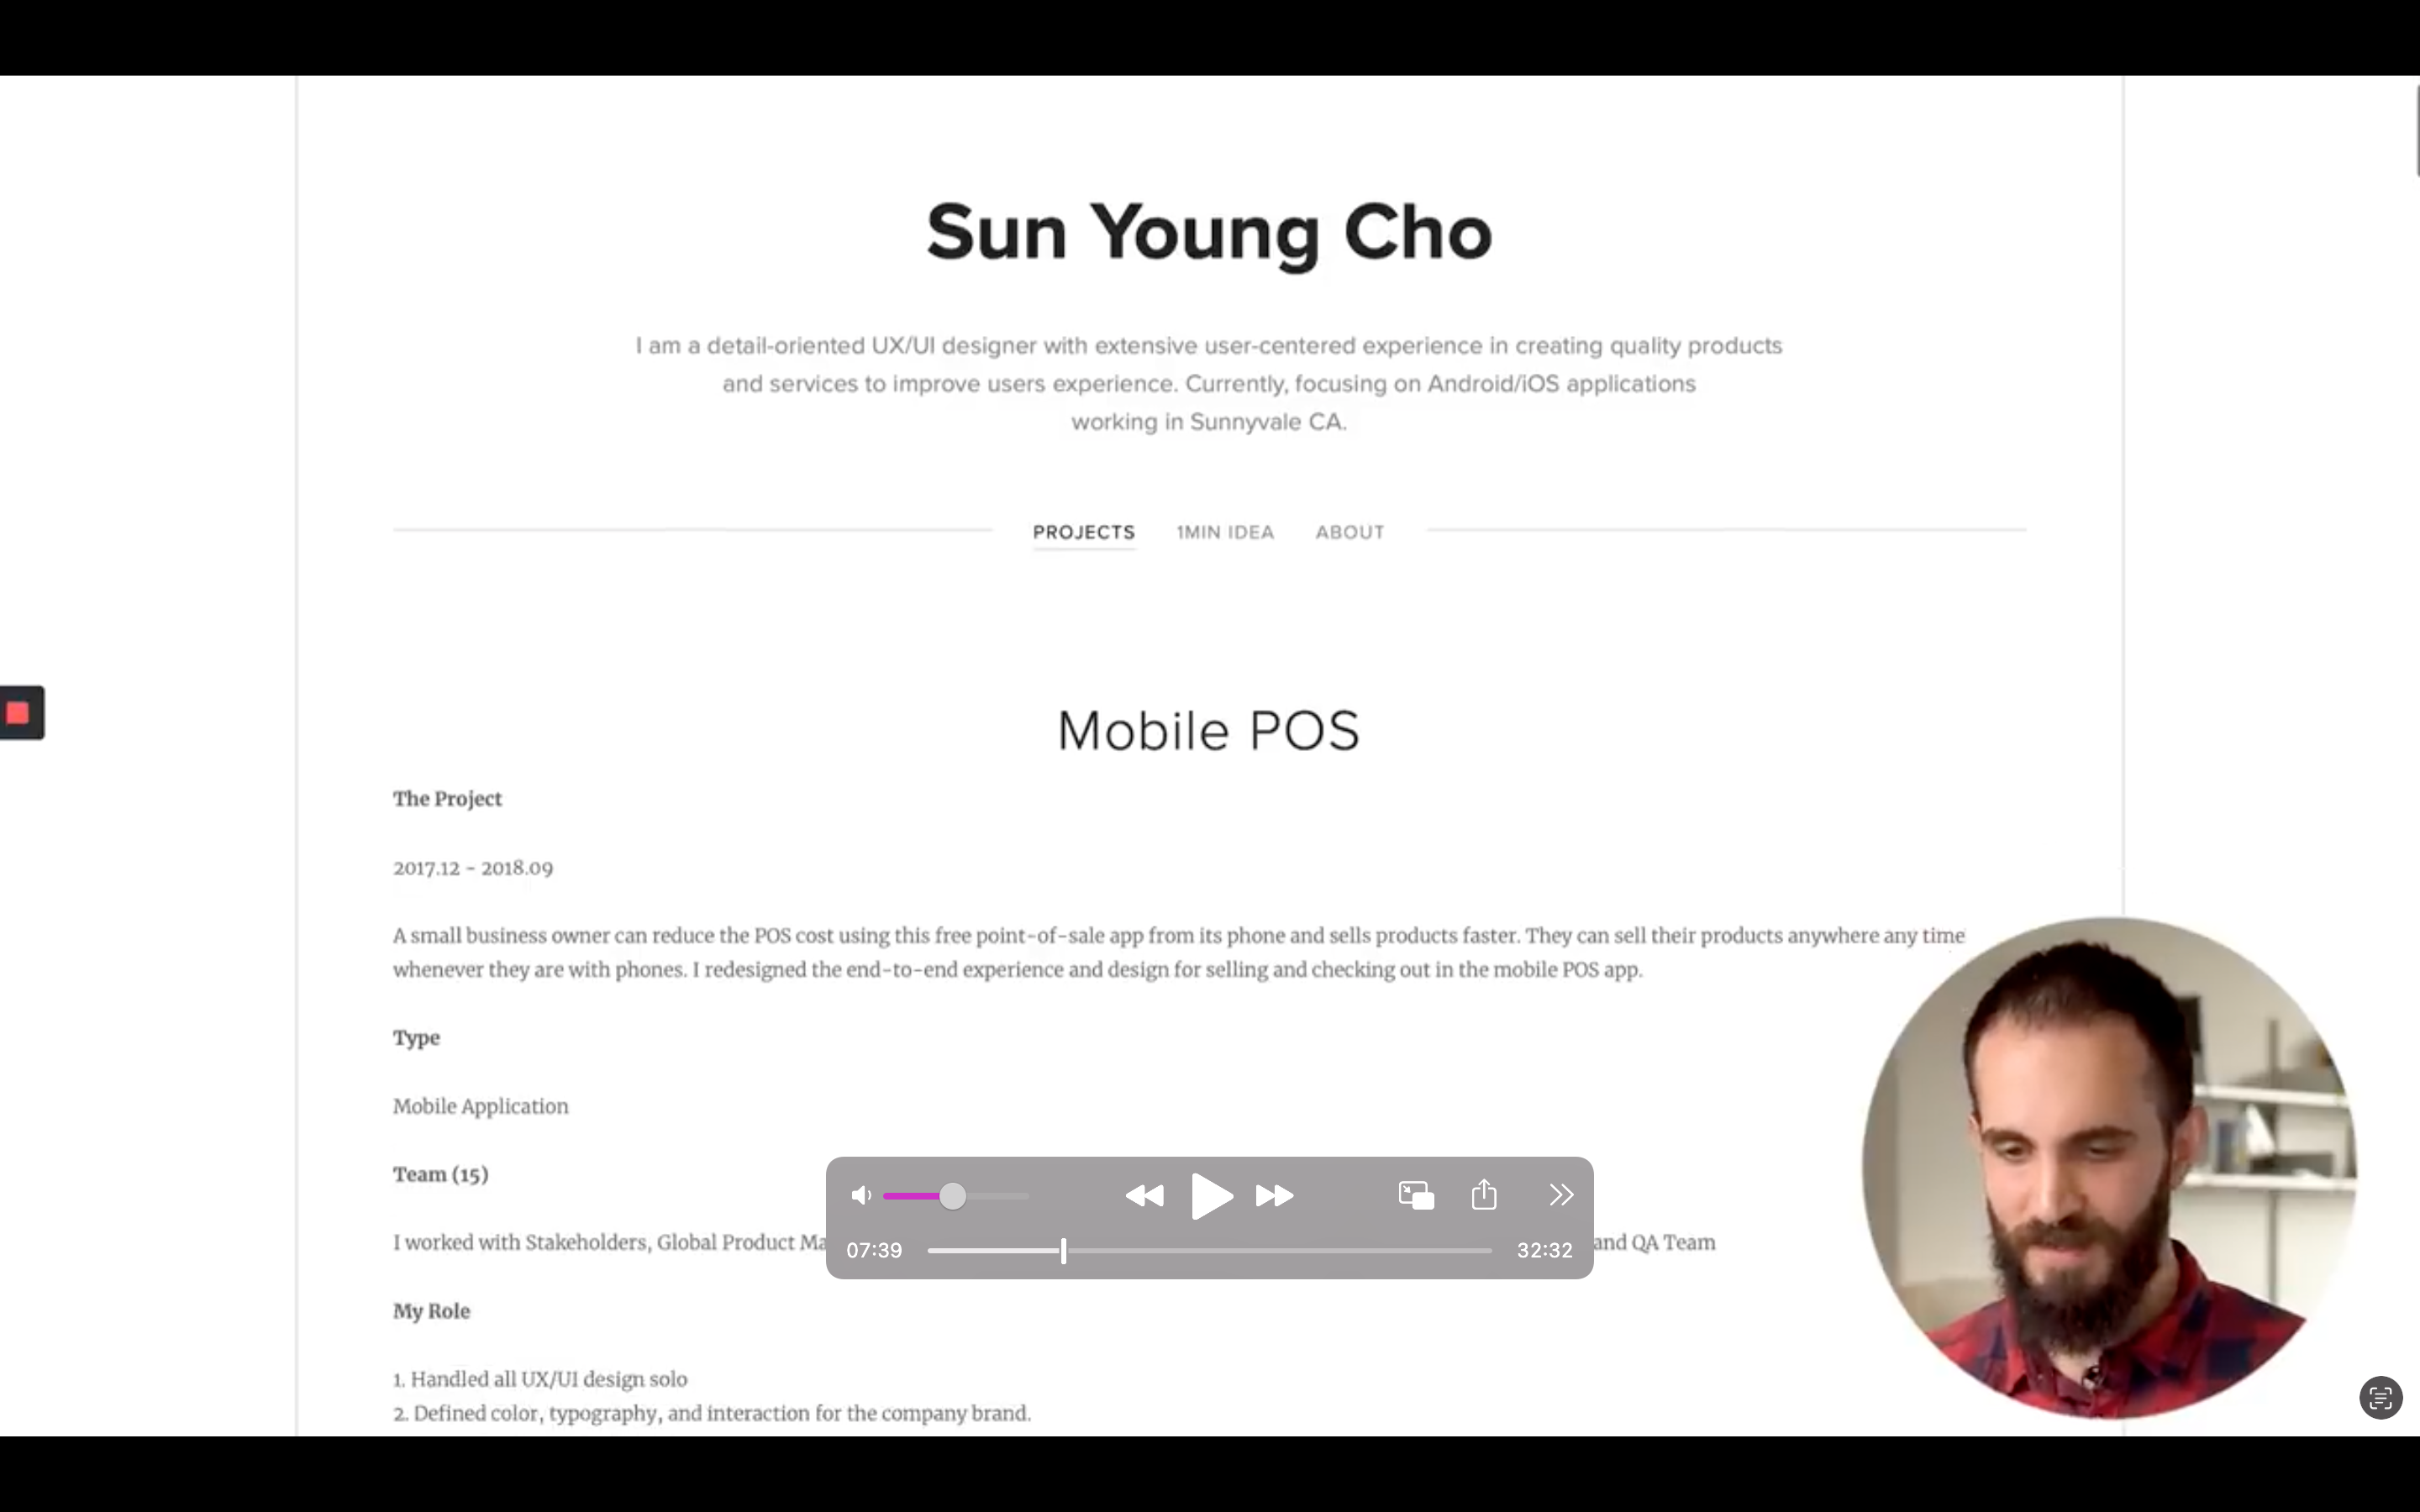 Sun Young Cho
I am a detail-oriented UX/UI designer with extensive user-centered experience in creating quality products
and services to improve users experience. Currently, focusing on Android/iOS applications
working in Sunnyvale CA.
PROJECTS 1MIN IDEA ABOUT
Mobile POS
The Project
2017.12 - 2018.09
A small business owner can reduce the POS cost using this free point-of-sale app from its phone and sells products faster. They can sell their products anywhere any time
whenever they are with phones. I redesigned the end-to-end experience and design for selling and checking out in the mobile POS app.
Type
Mobile Application
Team (15)
I worked with Stakeholders, Global Product and QA Team
07:39 32:32
My Role
1. Handled all UX/UI design solo
2. Defined color, typography, and interaction for the company brand.